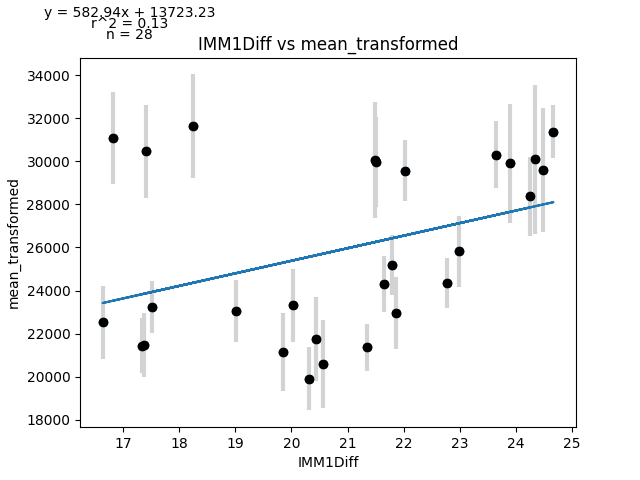 y = 582.94x + 13723.23
r^2 = 0.13
n = 28
IMM1Diff vs mean_transformed
34000
32000
30000
28000
26000
24000
22000
20000
18000
mean_transformed
17 18 19 20 21 22 23 24 25
IMM1Diff